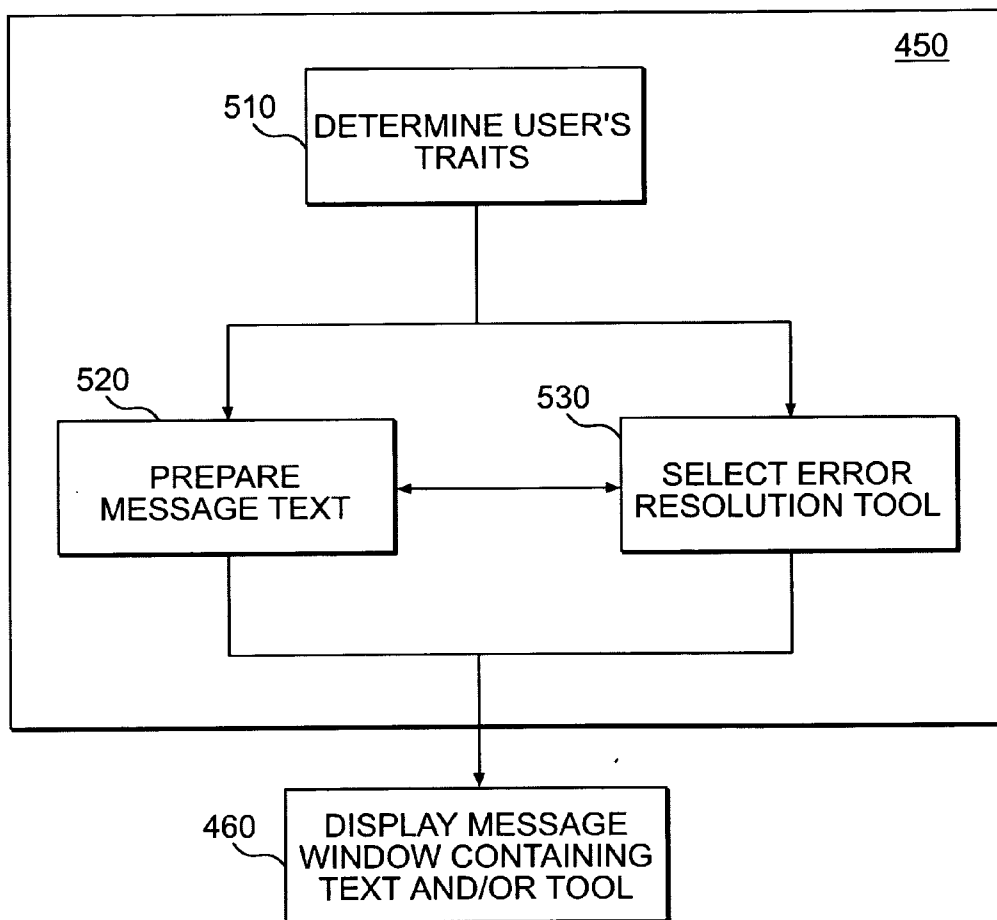 450
510
DETERMINE USER'S
TRAITS
520
PREPARE
MESSAGE TEXT
530
SELECT ERROR
RESOLUTION TOOL
460
DISPLAY MESSAGE
WINDOW CONTAINING
TEXT AND/OR TOOL